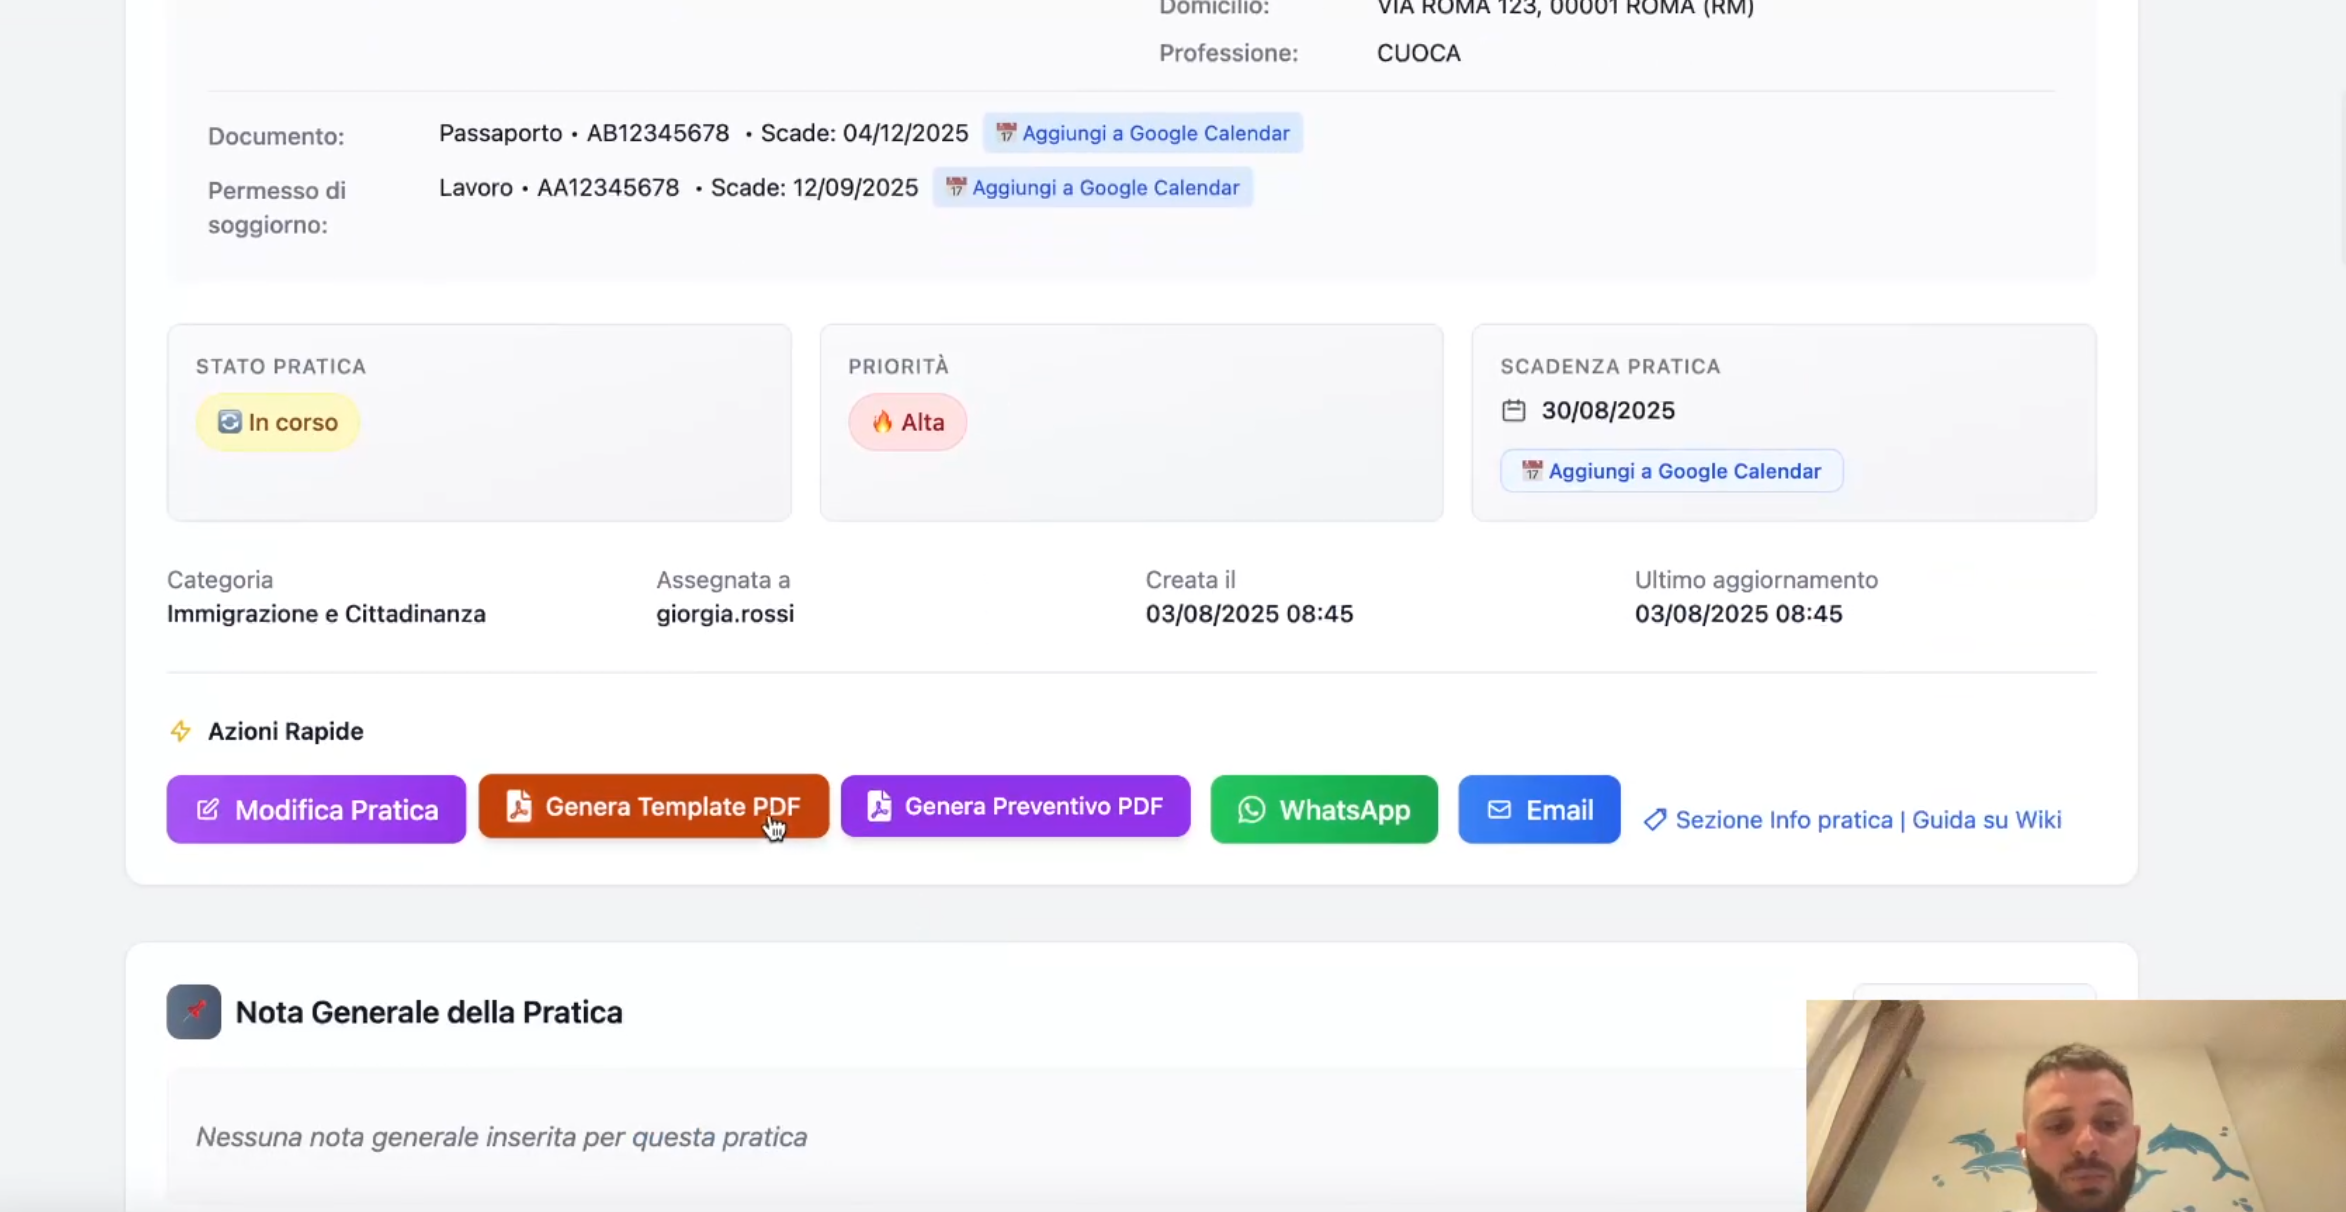 Domicilio: VIA ROMA 123, 00001 ROMA (RM)
Professione: CUOCA
Documento: Passaporto • AB12345678 • Scade: 04/12/2025 📅 Aggiungi a Google Calendar
Permesso di soggiorno: Lavoro • AA12345678 • Scade: 12/09/2025 📅 Aggiungi a Google Calendar
STATO PRATICA
In corso
PRIORITÀ
Alta
SCADENZA PRATICA
30/08/2025
Aggiungi a Google Calendar
Categoria
Immigrazione e Cittadinanza
Assegnata a
giorgia.rossi
Creata il
03/08/2025 08:45
Ultimo aggiornamento
03/08/2025 08:45
Azioni Rapide
Modifica Pratica
Genera Template PDF
Genera Preventivo PDF
WhatsApp
Email
Sezione Info pratica | Guida su Wiki
Nota Generale della Pratica
Nessuna nota generale inserita per questa pratica